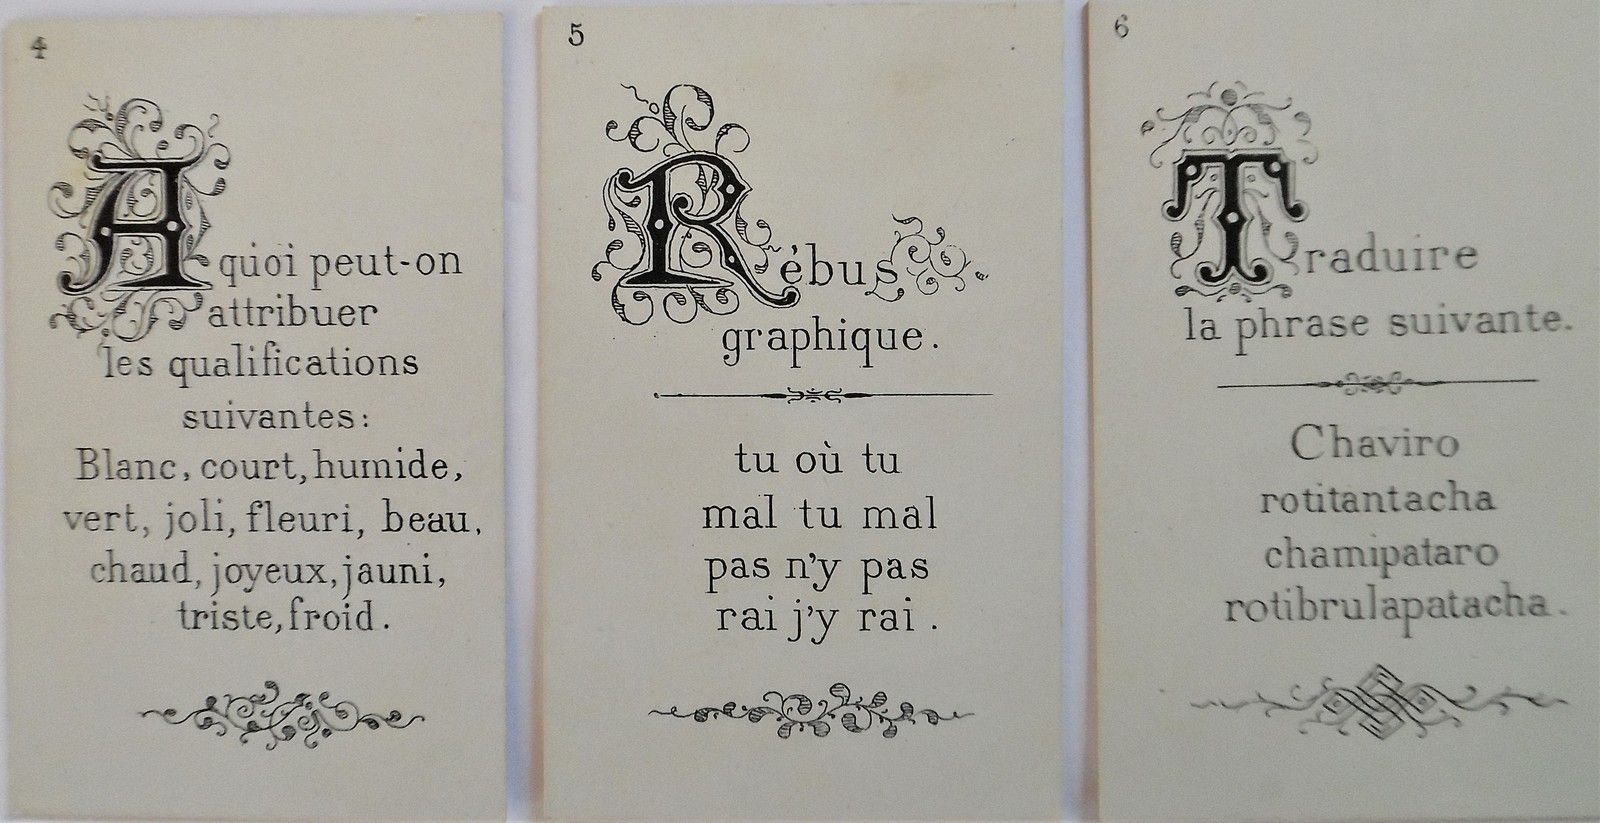 4
A quoi peut-on
attribuer
les qualifications
suivantes:
Blanc, court, humide,
vert, joli, fleuri, beau,
chaud, joyeux, jauni,
triste, froid.
5
Rébus
graphique.
tu où tu
mal tu mal
pas n'y pas
rai j'y rai.
6
Traduire
la phrase suivante.
Chaviro
rotitantacha
chamipataro
rotibrulapatacha.